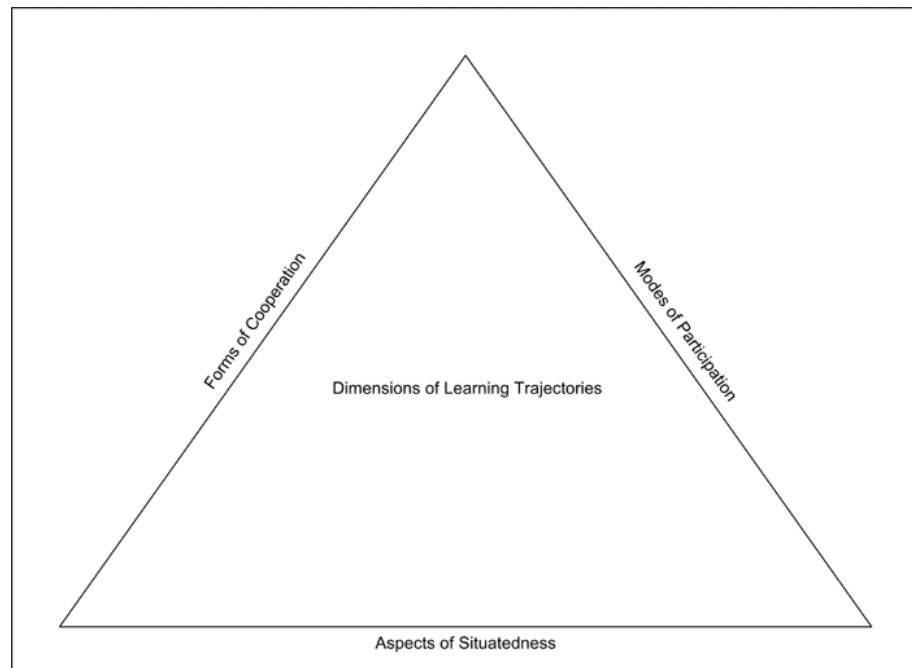 Forms of Cooperation
Modes of Participation
Dimensions of Learning Trajectories
Aspects of Situatedness